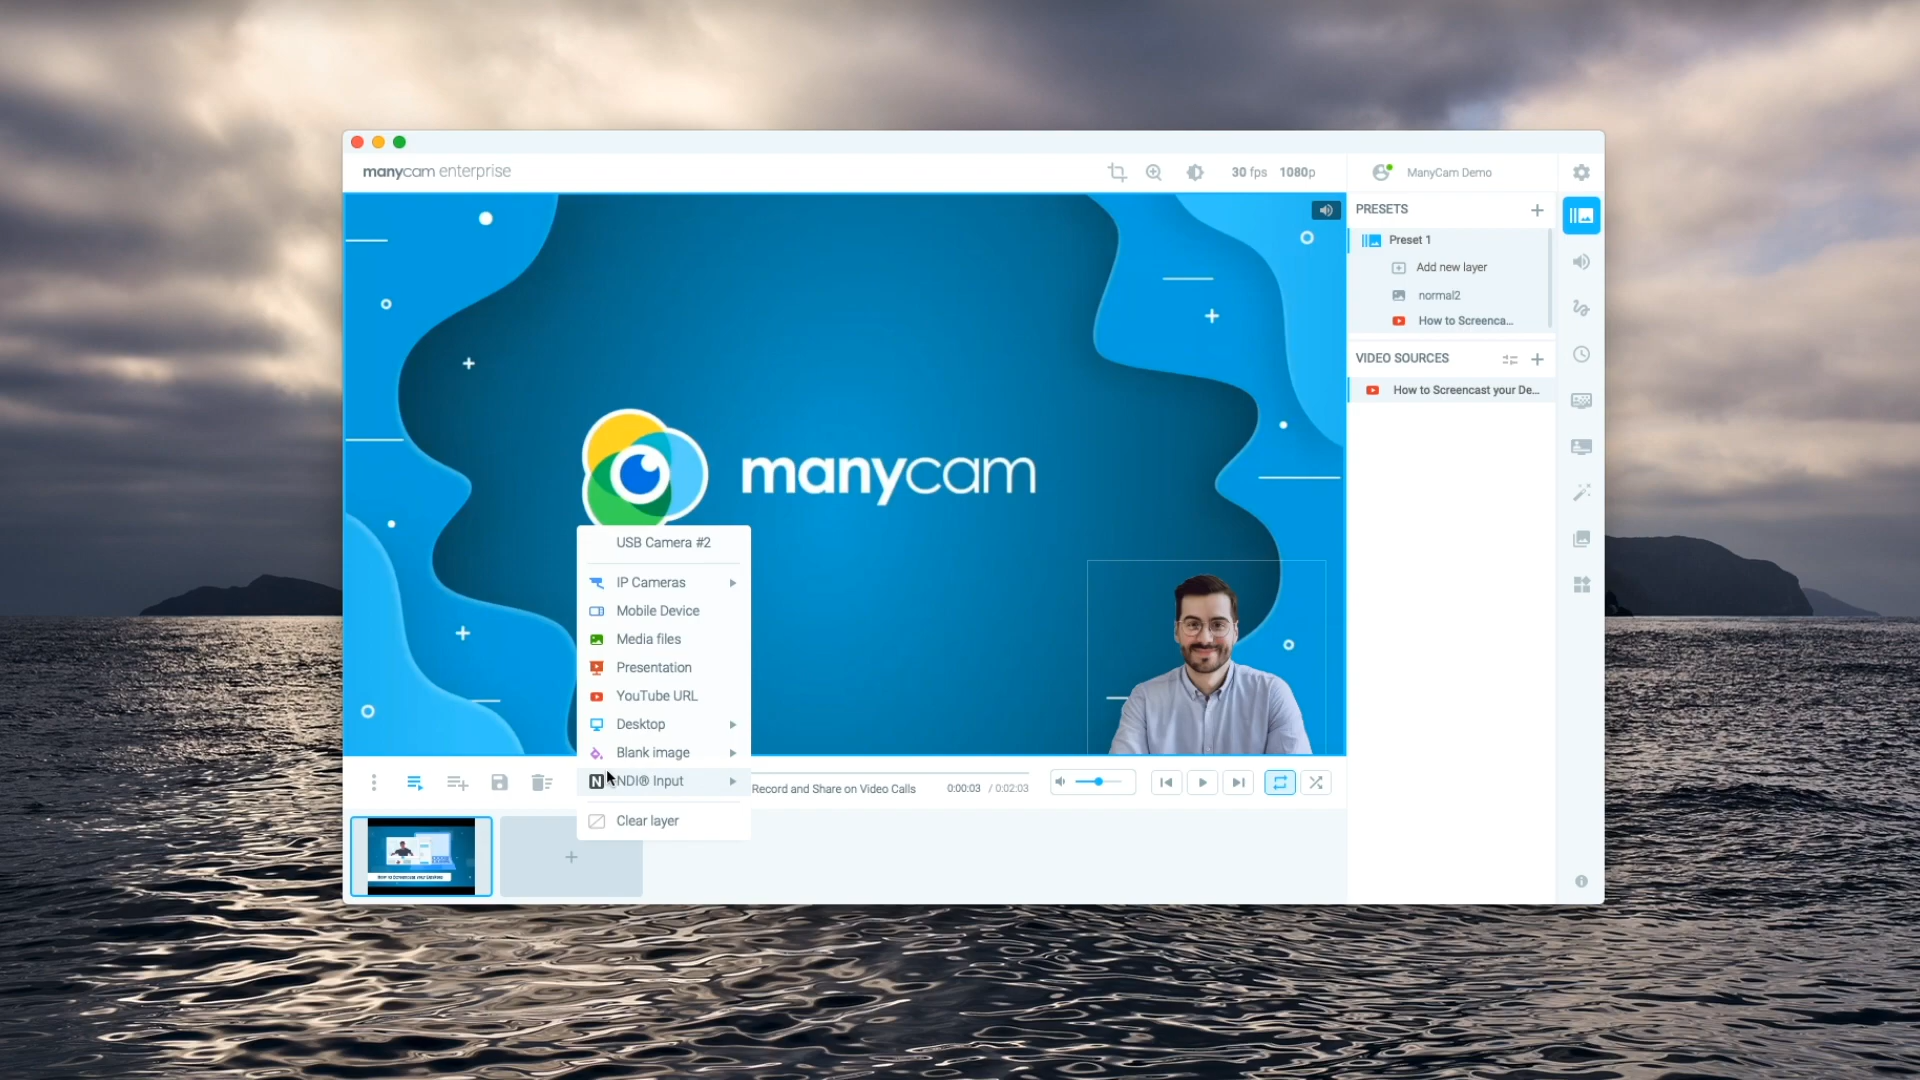 manycam enterprise
30 fps 1080p
ManyCam Demo
PRESETS
Preset 1
Add new layer
normal2
How to Screenca...
VIDEO SOURCES
How to Screencast your De...
manycam
USB Camera #2
IP Cameras
Mobile Device
Media files
Presentation
YouTube URL
Desktop
Blank image
N NDI® Input
Clear layer
Record and Share on Video Calls
0:00:03 / 0:02:03